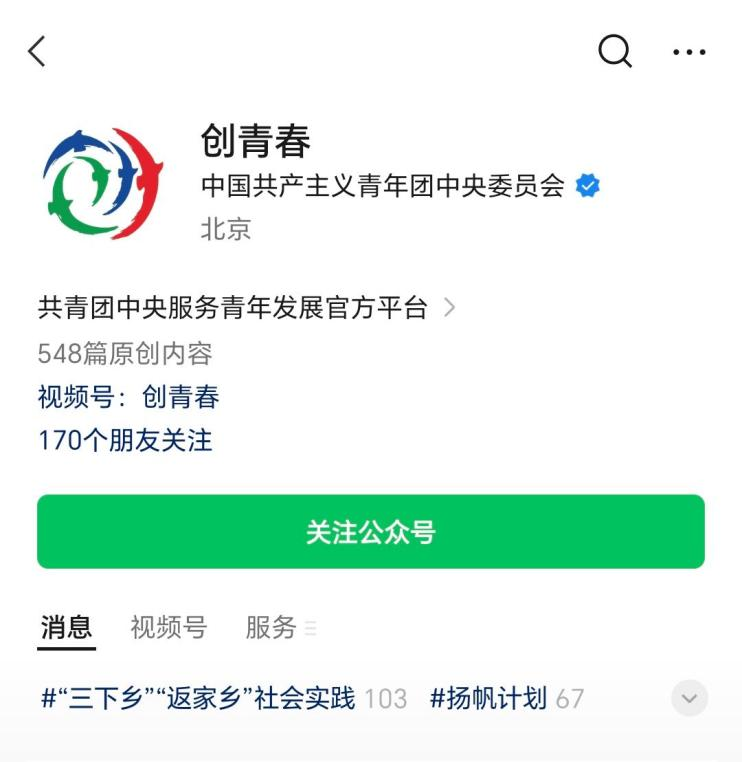 创青春
中国共产主义青年团中央委员会
北京
共青团中央服务青年发展官方平台
548篇原创内容
视频号：创青春
170个朋友关注
关注公众号
消息 视频号 服务
#“三下乡”“返家乡”社会实践 103 #扬帆计划 67